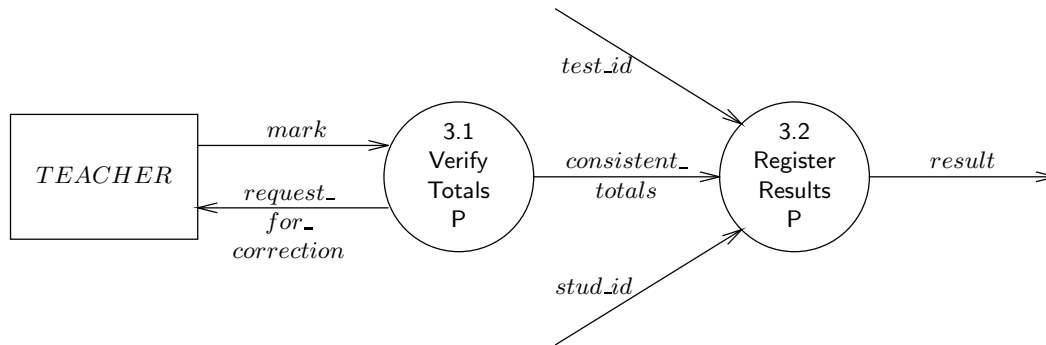 test_id
TEACHER
mark
request_
for_
correction
3.1
Verify
Totals
P
consistent_
totals
3.2
Register
Results
P
result
stud_id